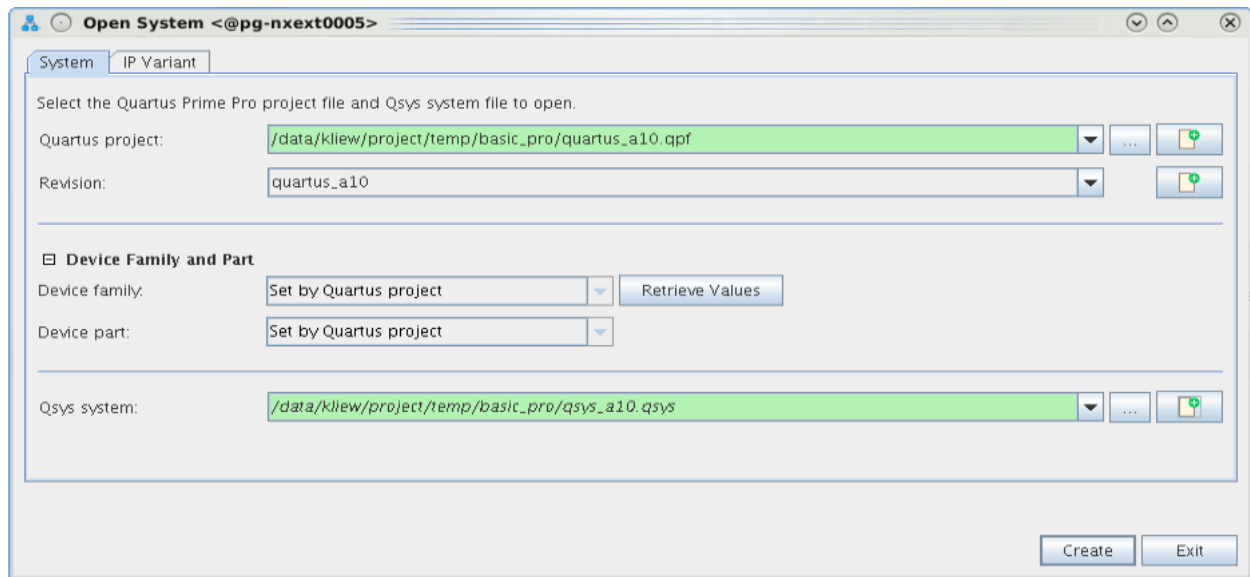 Open System <@pg-nxext0005>
System IP Variant
Select the Quartus Prime Pro project file and Qsys system file to open.
Quartus project: /data/kliew/project/temp/basic_pro/quartus_a10.qpf ...
Revision: quartus_a10
Device Family and Part
Device family: Set by Quartus project Retrieve Values
Device part: Set by Quartus project
Qsys system: /data/kliew/project/temp/basic_pro/qsys_a10.qsys ...
Create Exit